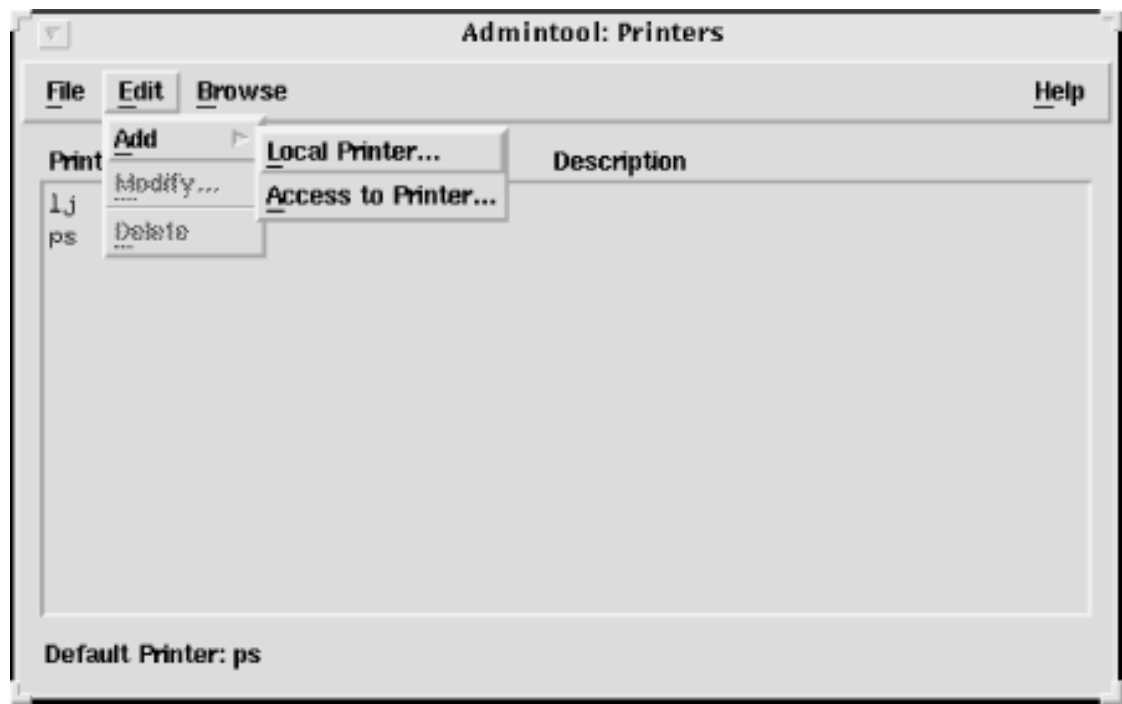 Admintool: Printers
File Edit Browse Help
Print Description
Add
Local Printer...
Modify...
Access to Printer...
Delete
lj
ps
Default Printer: ps